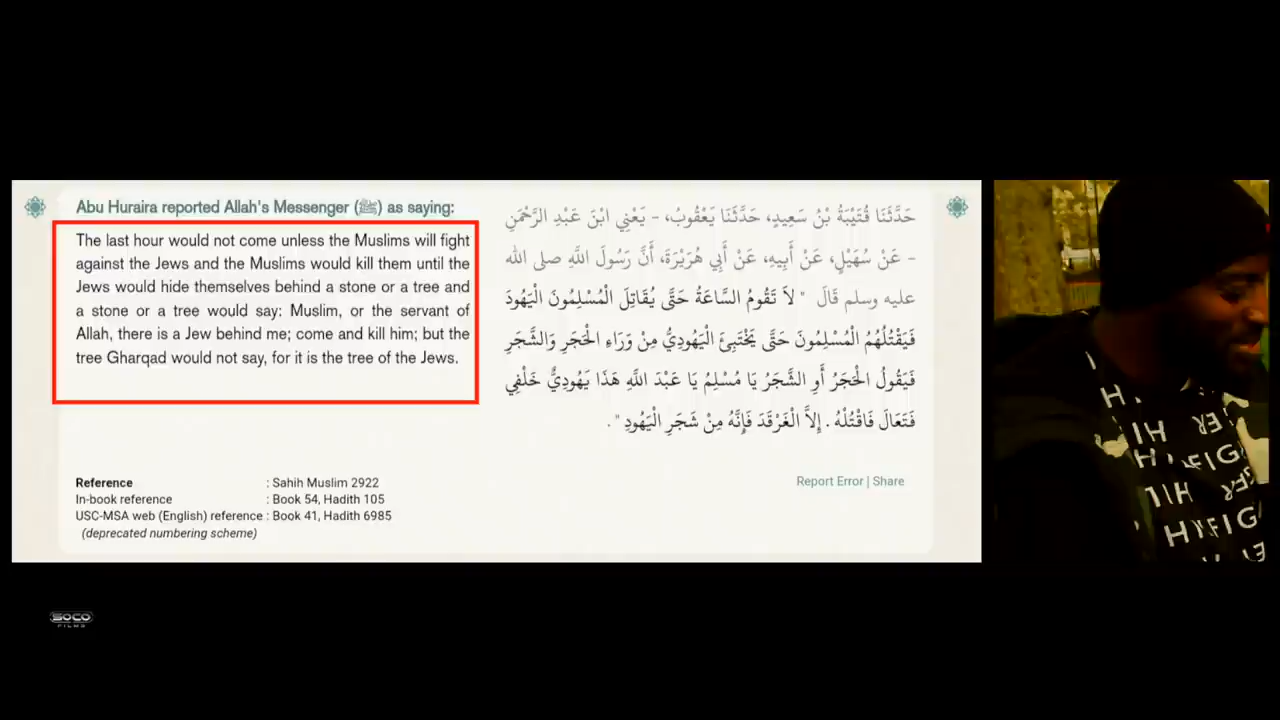 Abu Huraira reported Allah's Messenger (ﷺ) as saying:
The last hour would not come unless the Muslims will fight
against the Jews and the Muslims would kill them until the
Jews would hide themselves behind a stone or a tree and
a stone or a tree would say: Muslim, or the servant of
Allah, there is a Jew behind me; come and kill him; but the
tree Gharqad would not say, for it is the tree of the Jews.
حَدَّثَنَا قُتَيْبَةُ بْنُ سَعِيدٍ، حَدَّثَنَا يَعْقُوبُ، - يَعْنِي ابْنَ عَبْدِ الرَّحْمَنِ
- عَنْ سُهَيْلٍ، عَنْ أَبِيهِ، عَنْ أَبِي هُرَيْرَةَ، أَنَّ رَسُولَ اللَّهِ صلى الله
عليه وسلم قَالَ " لاَ تَقُومُ السَّاعَةُ حَتَّى يُقَاتِلَ الْمُسْلِمُونَ الْيَهُودَ
فَيَقْتُلُهُمُ الْمُسْلِمُونَ حَتَّى يَخْتَبِئَ الْيَهُودِيُّ مِنْ وَرَاءِ الْحَجَرِ وَالشَّجَرِ
فَيَقُولُ الْحَجَرُ أَوِ الشَّجَرُ يَا مُسْلِمُ يَا عَبْدَ اللَّهِ هَذَا يَهُودِيٌّ خَلْفِي
فَتَعَالَ فَاقْتُلْهُ . إِلاَّ الْغَرْقَدَ فَإِنَّهُ مِنْ شَجَرِ الْيَهُودِ " .
Reference : Sahih Muslim 2922
In-book reference : Book 54, Hadith 105
USC-MSA web (English) reference : Book 41, Hadith 6985
(deprecated numbering scheme)
Report Error | Share
SOCO
FILMS